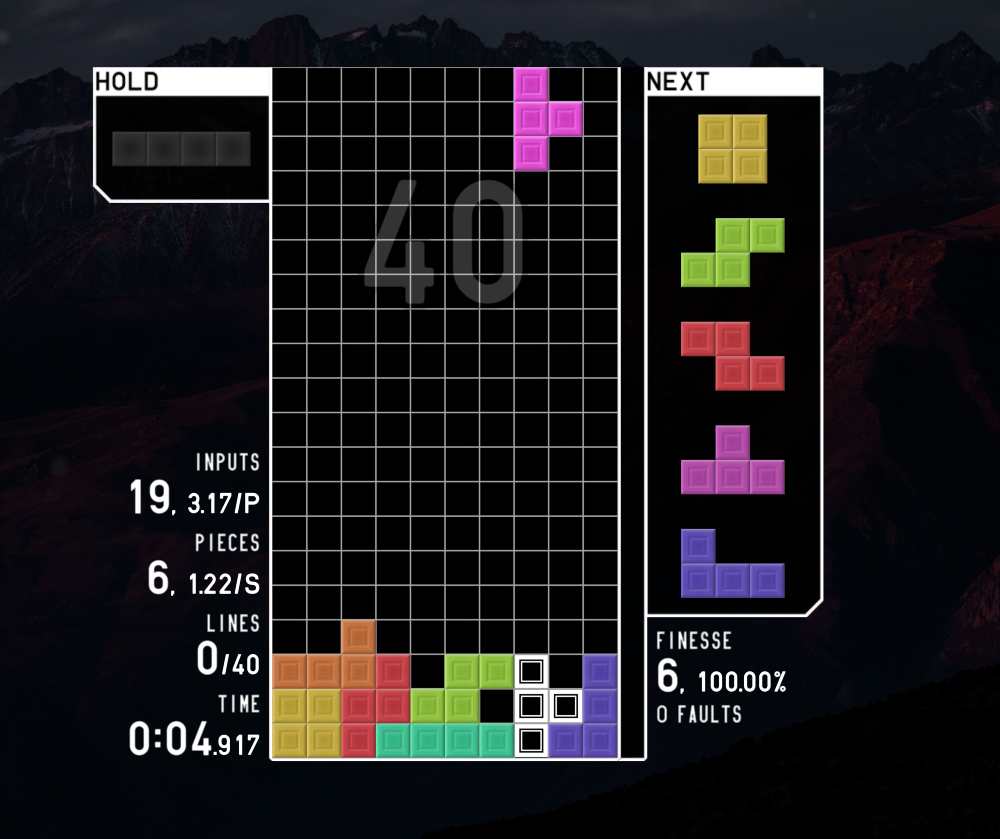 HOLD
NEXT
40
INPUTS
19, 3.17/P
PIECES
6, 1.22/S
LINES
0/40
TIME
0:04.917
FINESSE
6, 100.00%
0 FAULTS